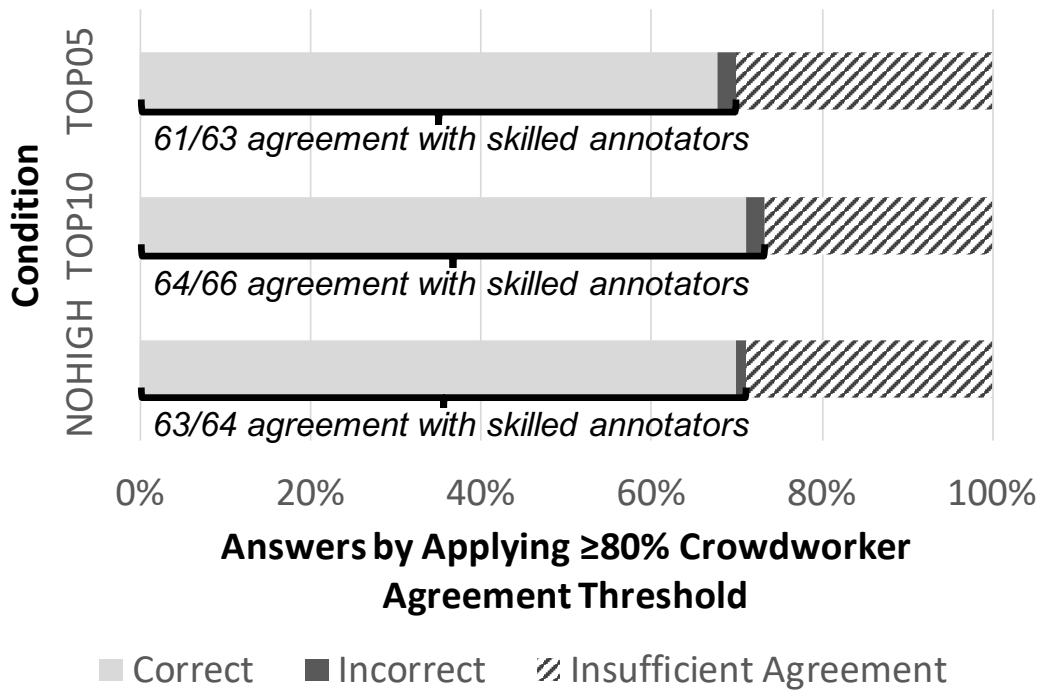 Condition
TOP05
61/63 agreement with skilled annotators
TOP10
64/66 agreement with skilled annotators
NOHIGH
63/64 agreement with skilled annotators
0% 20% 40% 60% 80% 100%
Answers by Applying ≥80% Crowdworker
Agreement Threshold
Correct Incorrect Insufficient Agreement